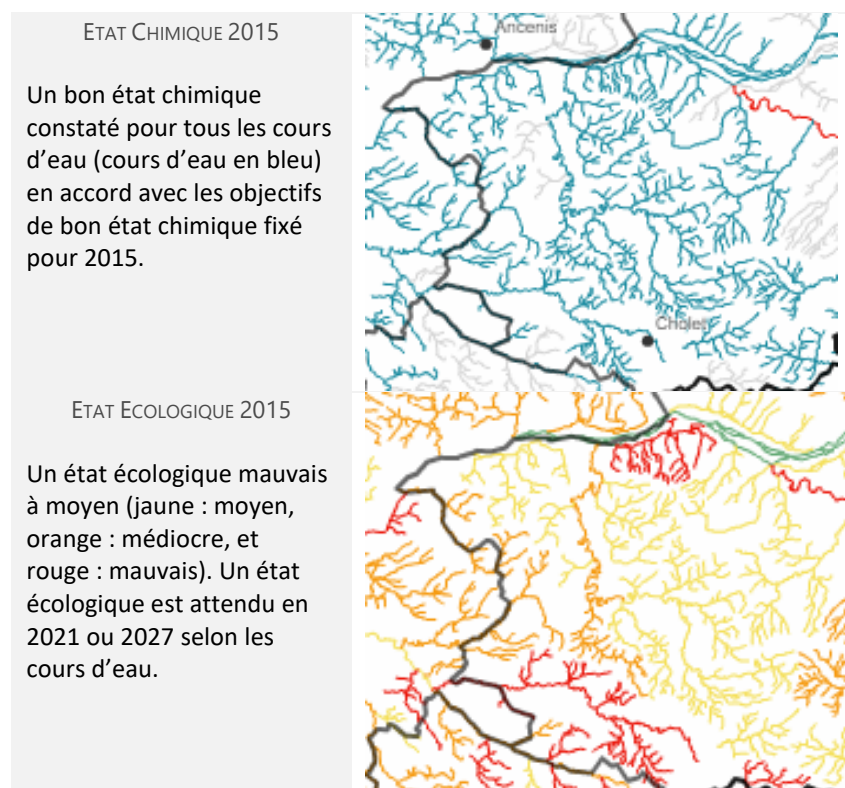 ETAT CHIMIQUE 2015
Un bon état chimique
constaté pour tous les cours
d’eau (cours d’eau en bleu)
en accord avec les objectifs
de bon état chimique fixé
pour 2015.
Ancenis
Cholet
ETAT ECOLOGIQUE 2015
Un état écologique mauvais
à moyen (jaune : moyen,
orange : médiocre, et
rouge : mauvais). Un état
écologique est attendu en
2021 ou 2027 selon les
cours d’eau.